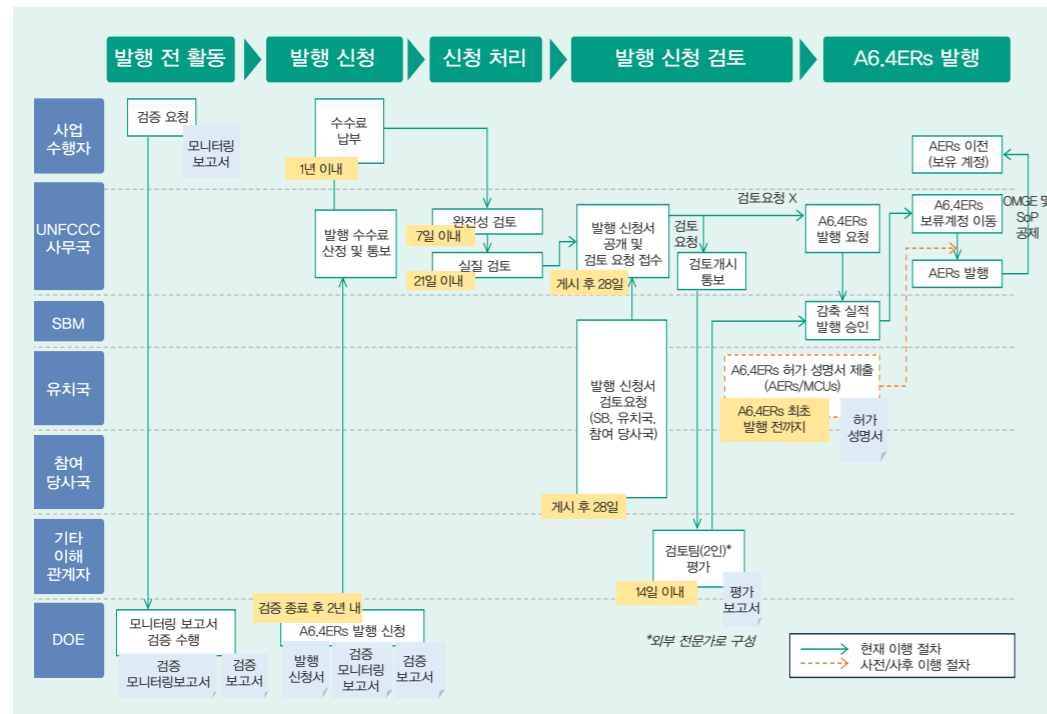 발행 전 활동
발행 신청
신청 처리
발행 신청 검토
A6.4ERs 발행
사업
수행자
검증 요청
모니터링
보고서
수수료
납부
1년 이내
AERs 이전
(보유 계정)
UNFCCC
사무국
발행 수수료
산정 및 통보
완전성 검토
7일 이내
실질 검토
21일 이내
발행 신청서
공개 및
검토 요청 접수
게시 후 28일
검토요청 X
검토
요청
검토개시
통보
A6.4ERs
발행 요청
A6.4ERs
보류계정 이동
AERs 발행
OMGE 및
SoP
공제
SBM
감축 실적
발행 승인
유치국
발행 신청서
검토요청
(SB, 유치국,
참여 당사국)
게시 후 28일
A6.4ERs 허가 성명서 제출
(AERs/MCUs)
A6.4ERs 최초
발행 전까지
허가
성명서
참여
당사국
기타
이해
관계자
검토팀(2인)*
평가
14일 이내
평가
보고서
*외부 전문가로 구성
DOE
모니터링 보고서
검증 수행
검증
모니터링보고서
검증
보고서
검증 종료 후 2년 내
A6.4ERs 발행 신청
발행
신청서
검증
모니터링
보고서
검증
보고서
현재 이행 절차
사전/사후 이행 절차